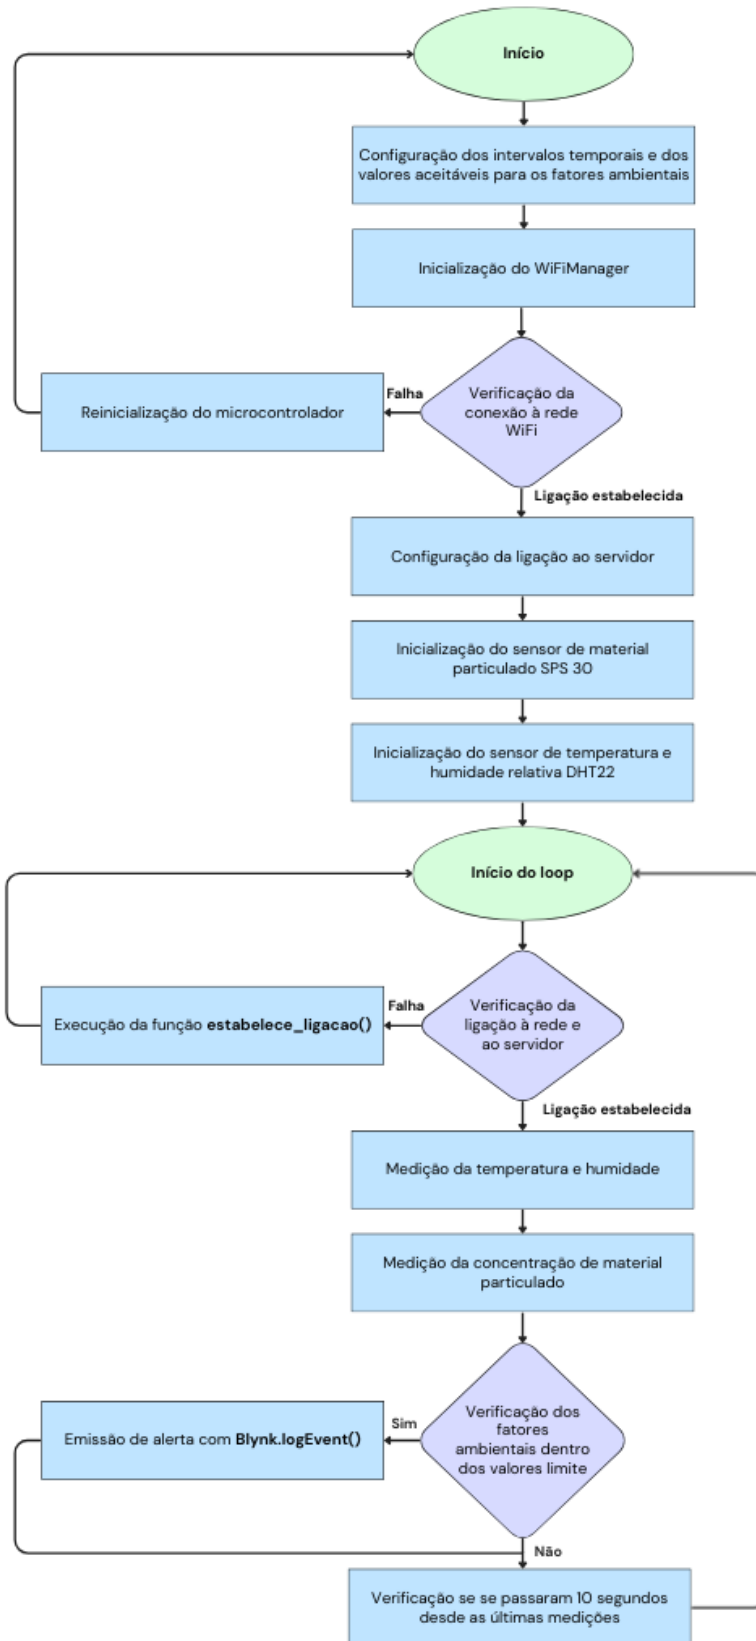 Início
Configuração dos intervalos temporais e dos
valores aceitáveis para os fatores ambientais
Inicialização do WiFiManager
Verificação da
conexão à rede
WiFi
Falha
Reinicialização do microcontrolador
Ligação estabelecida
Configuração da ligação ao servidor
Inicialização do sensor de material
particulado SPS 30
Inicialização do sensor de temperatura e
humidade relativa DHT22
Início do loop
Verificação da
ligação à rede e
ao servidor
Falha
Execução da função estabelece_ligacao()
Ligação estabelecida
Medição da temperatura e humidade
Medição da concentração de material
particulado
Verificação dos
fatores
ambientais dentro
dos valores limite
Sim
Emissão de alerta com Blynk.logEvent()
Não
Verificação se se passaram 10 segundos
desde as últimas medições